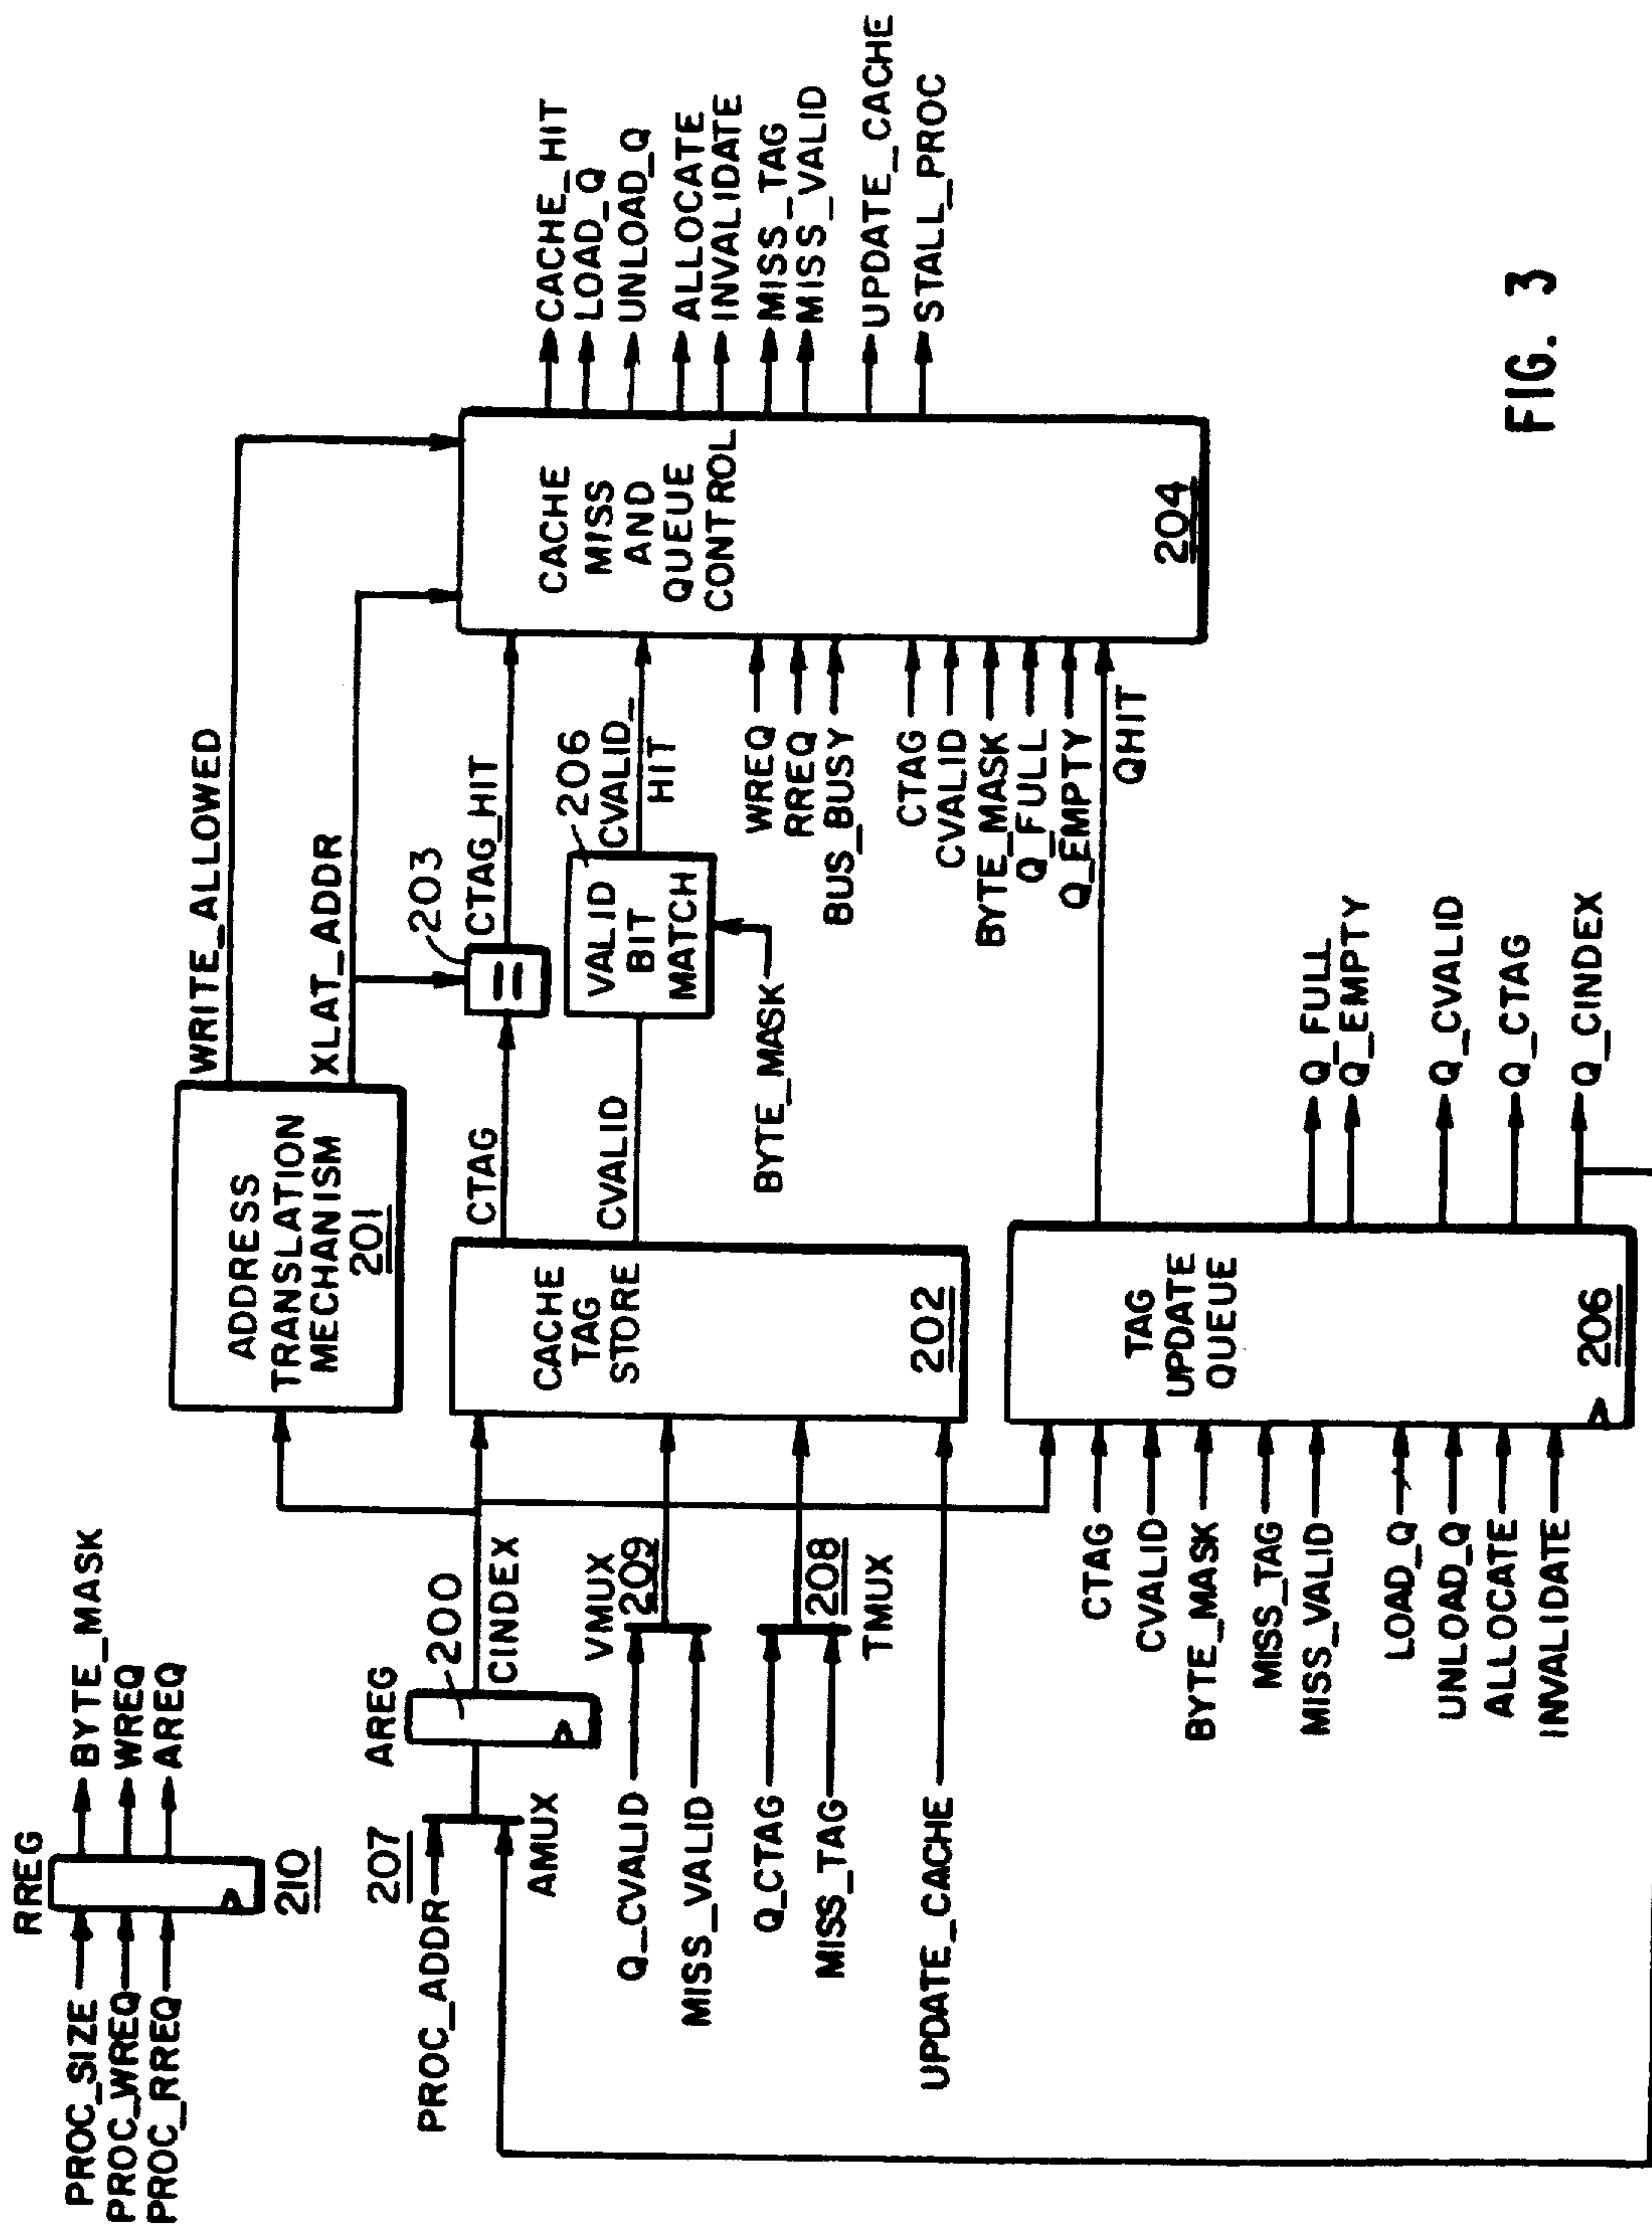 RREG
PROC_SIZE
PROC_WREQ
PROC_RREQ
BYTE_MASK
WREQ
AREQ
210
WRITE_ALLOWED
ADDRESS
TRANSLATION
MECHANISM
201
XLAT_ADDR
207
PROC_ADDR
AMUX
AREG
200
CINDEX
203
CTAG
CTAG_HIT
CACHE
TAG
STORE
202
CVALID
VALID
BIT
MATCH
206
CVALID_
HIT
BYTE_MASK
VMUX
209
Q_CVALID
MISS_VALID
208
TMUX
Q_CTAG
MISS_TAG
UPDATE_CACHE
CACHE
MISS
AND
QUEUE
CONTROL
204
WREQ
RREQ
BUS_BUSY
CTAG
CVALID
BYTE_MASK
Q_FULL
Q_EMPTY
QHIT
CACHE_HIT
LOAD_Q
UNLOAD_Q
ALLOCATE
INVALIDATE
MISS_TAG
MISS_VALID
UPDATE_CACHE
STALL_PROC
CTAG
CVALID
BYTE_MASK
MISS_TAG
MISS_VALID
LOAD_Q
UNLOAD_Q
ALLOCATE
INVALIDATE
TAG
UPDATE
QUEUE
206
Q_FULL
Q_EMPTY
Q_CVALID
Q_CTAG
Q_CINDEX
FIG. 3